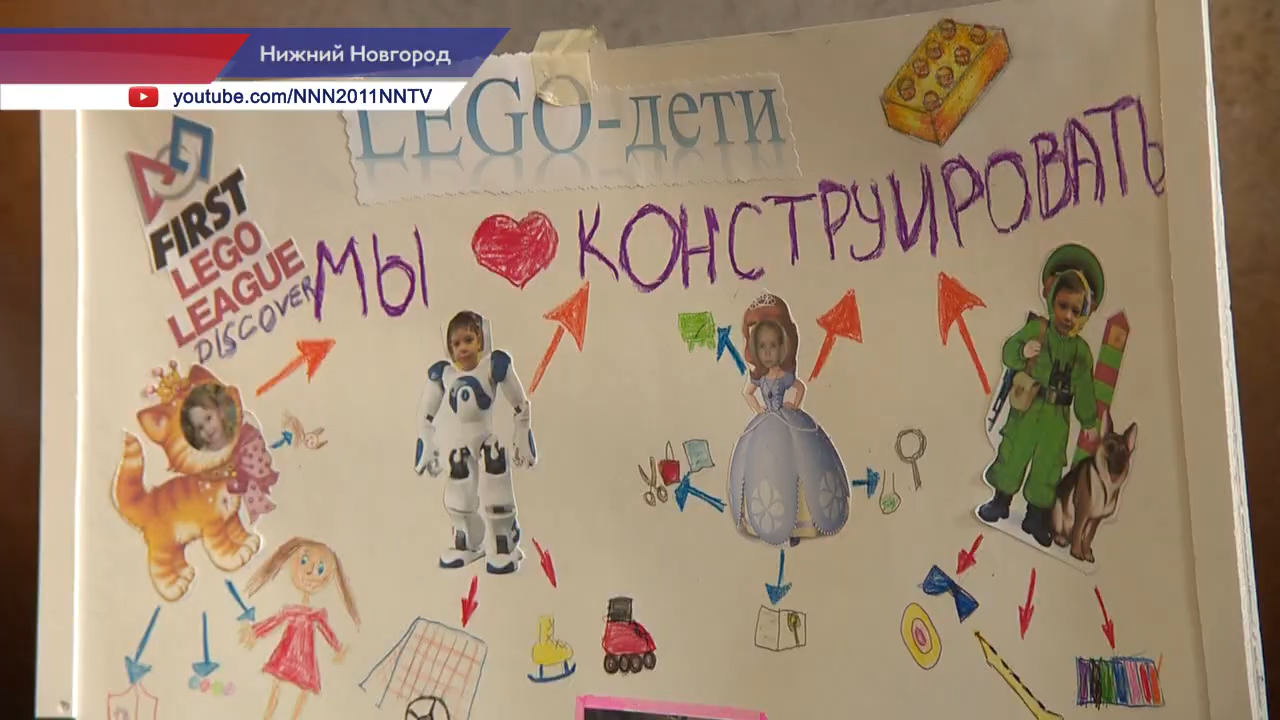 Нижний Новгород
youtube.com/NNN2011NNTV
LEGO-дети
FIRST
LEGO
LEAGUE
DISCOVER
МЫ КОНСТРУИРОВАТЬ